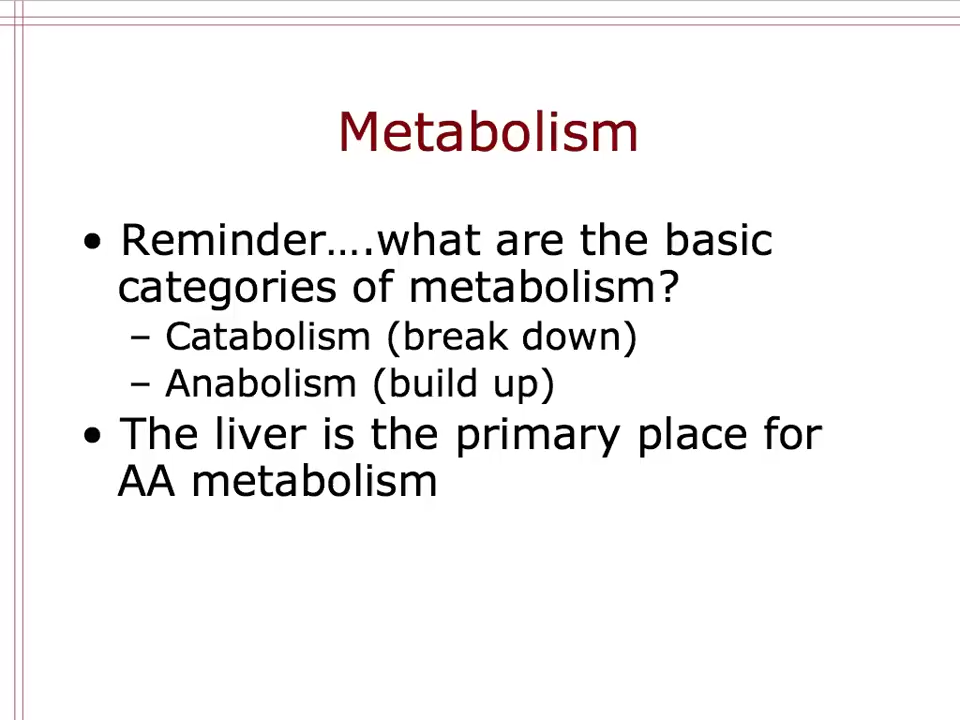 Metabolism
• Reminder….what are the basic
categories of metabolism?
– Catabolism (break down)
– Anabolism (build up)
• The liver is the primary place for
AA metabolism